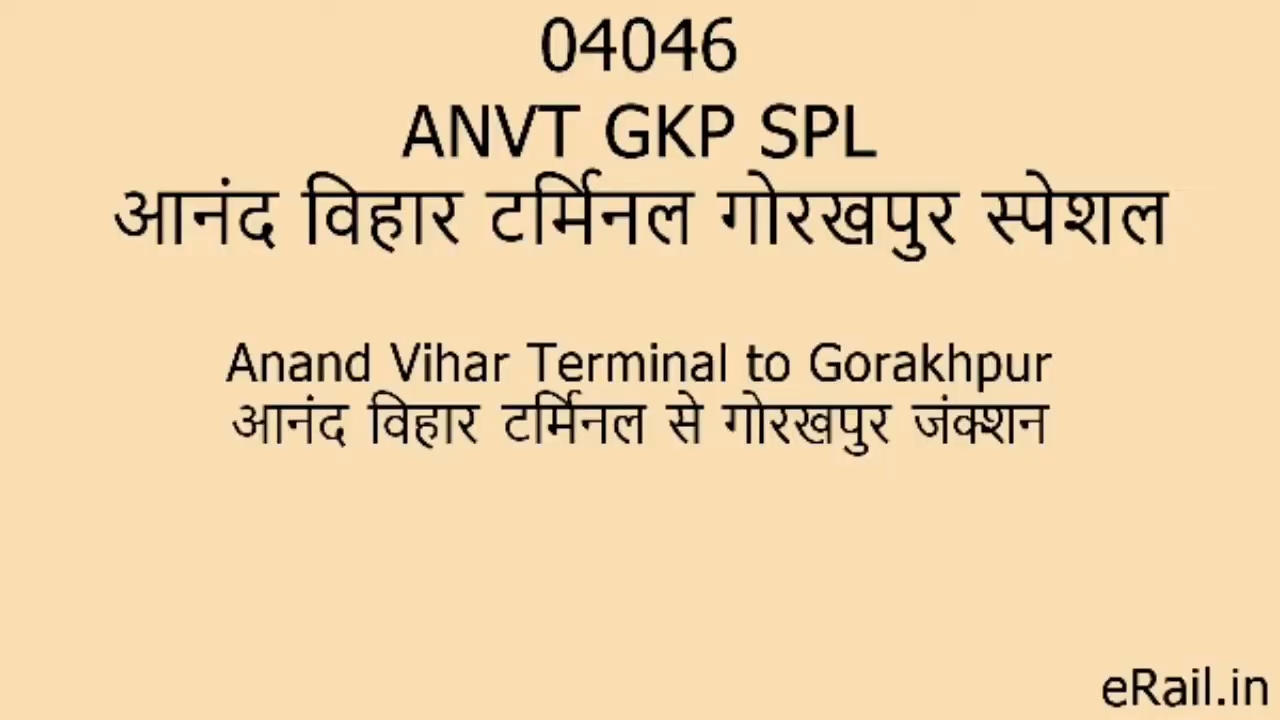 04046
ANVT GKP SPL
आनंद विहार टर्मिनल गोरखपुर स्पेशल
Anand Vihar Terminal to Gorakhpur
आनंद विहार टर्मिनल से गोरखपुर जंक्शन
eRail.in